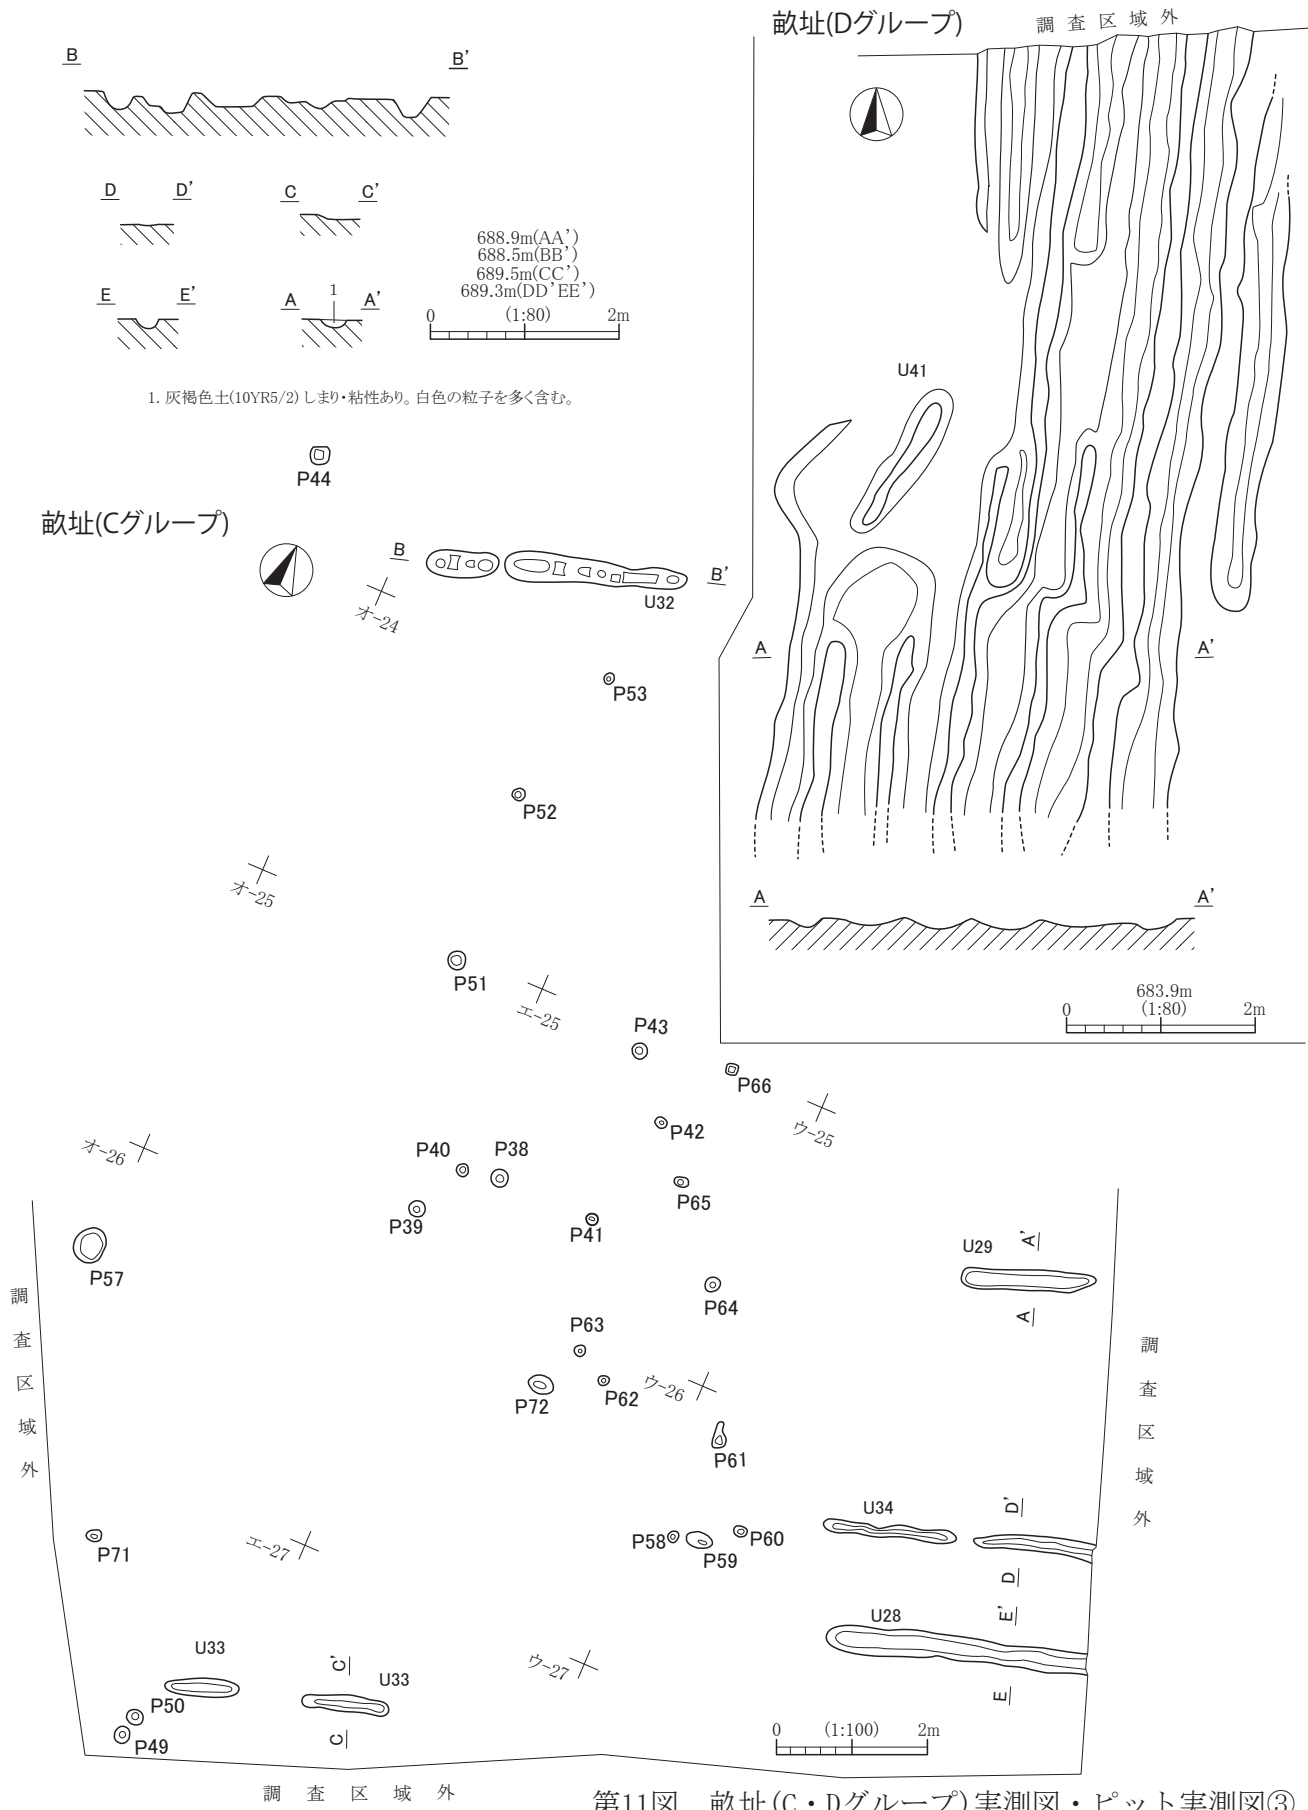 畝址(Dグループ)
調査区域外
B
B'
D
D'
C
C'
688.9m(AA')
688.5m(BB')
689.5m(CC')
689.3m(DD'EE')
E
E'
A
1
A'
0 (1:80) 2m
1. 灰褐色土(10YR5/2) しまり・粘性あり。白色の粒子を多く含む。
U41
P44
畝址(Cグループ)
B
B'
オ-24
U32
A
A'
P53
P52
オ-25
A
A'
P51
エ-25
683.9m
0 (1:80) 2m
P43
P66
ウ-25
P42
オ-26
P40
P38
P65
P39
P41
U29
A'
A
P57
P64
調査区域外
P63
調査区域外
P72
P62
ウ-26
P61
U34
D'
P71
エ-27
P58
P59
P60
D
E'
U28
U33
C'
U33
ウ-27
E
P50
P49
C
0 (1:100) 2m
調査区域外
第11図 畝址(C・Dグループ)実測図・ピット実測図③